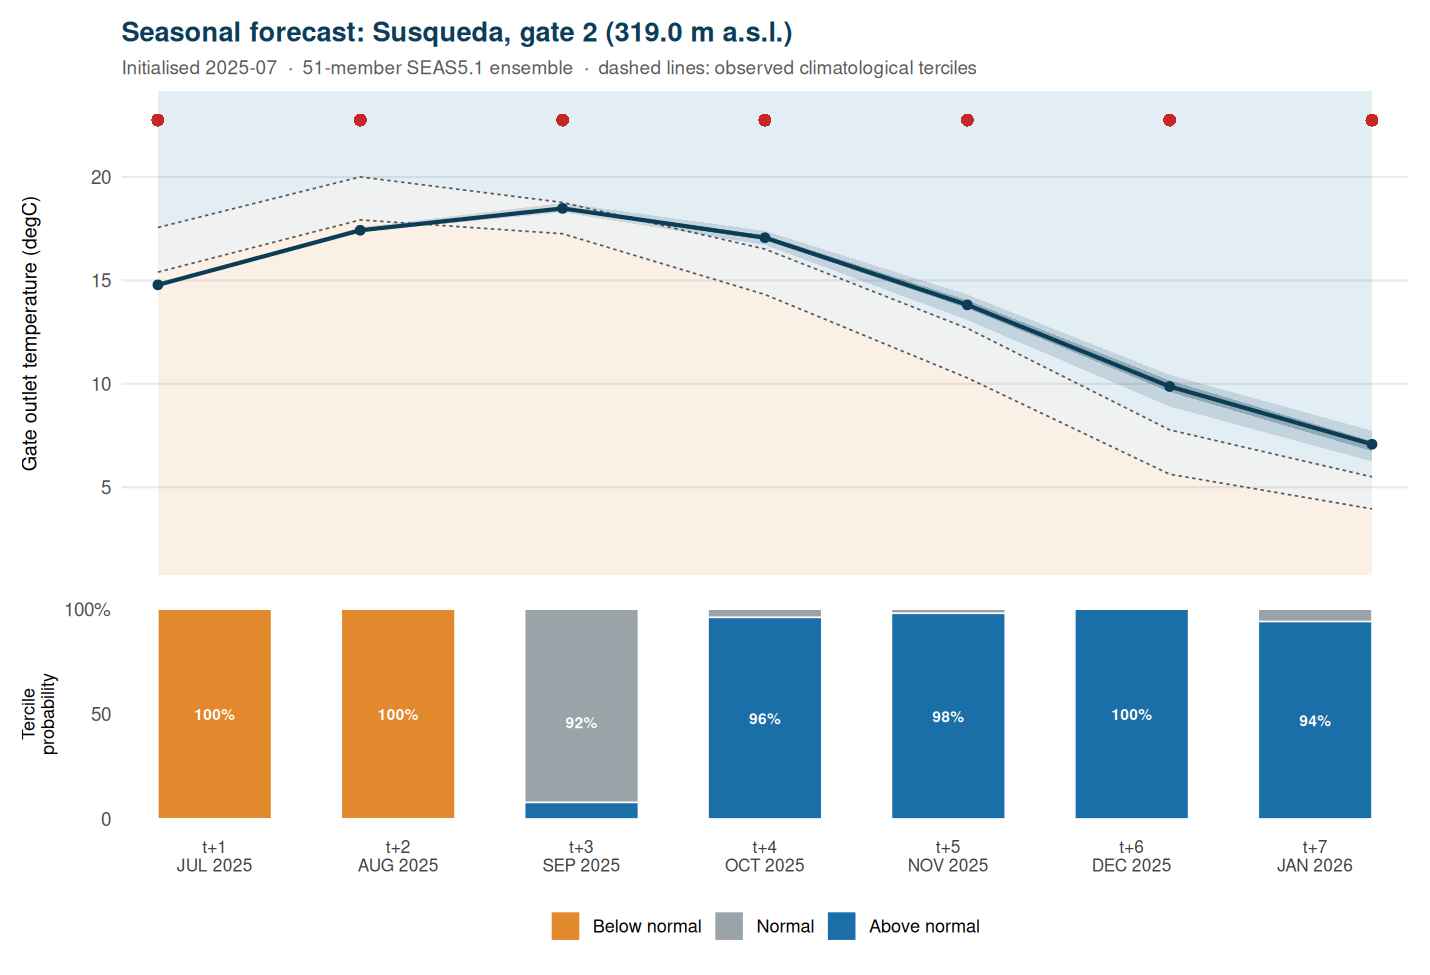 Seasonal forecast: Susqueda, gate 2 (319.0 m a.s.l.)
Initialised 2025-07 · 51-member SEAS5.1 ensemble · dashed lines: observed climatological terciles
Gate outlet temperature (degC)
20
15
10
5
Tercile
probability
100%
50
0
100%
100%
92%
96%
98%
100%
94%
t+1
JUL 2025
t+2
AUG 2025
t+3
SEP 2025
t+4
OCT 2025
t+5
NOV 2025
t+6
DEC 2025
t+7
JAN 2026
Below normal
Normal
Above normal